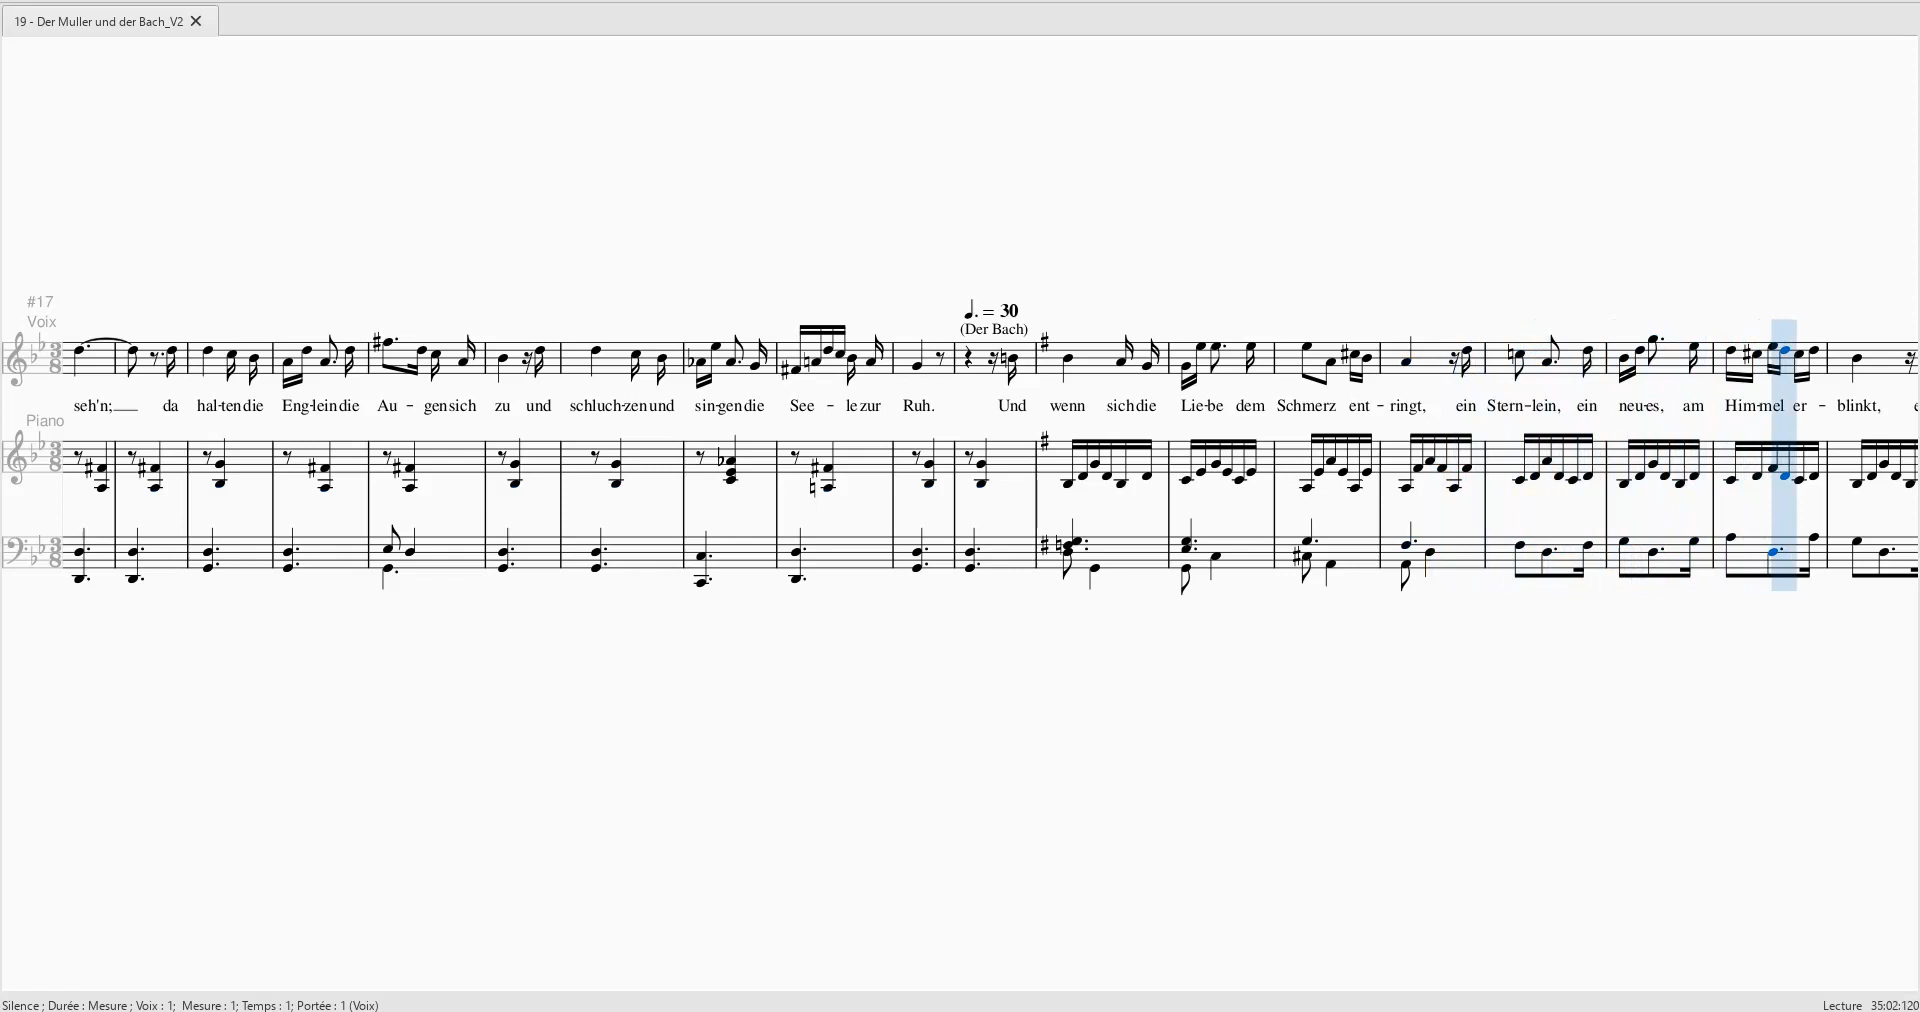 19 - Der Muller und der Bach_V2
#17
Voix
♩. = 30
(Der Bach)
seh'n; da hal-ten die Eng-lein die Au - gen sich zu und schluch-zen und sin-gen die See - le zur Ruh. Und wenn sich die Lie-be dem Schmerz ent - ringt, ein Stern-lein, ein neu-es, am Him-mel er - blinkt,
Piano
Silence ; Durée : Mesure ; Voix : 1; Mesure : 1; Temps : 1; Portée : 1 (Voix)
Lecture 35:02:120